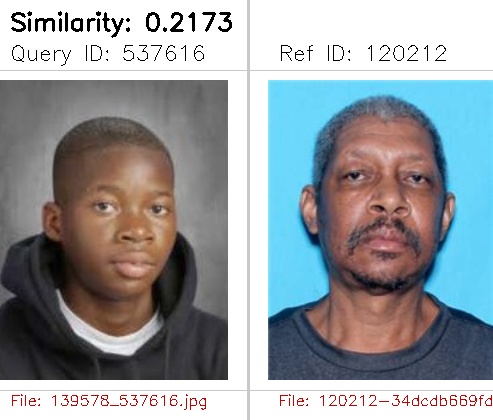 Similarity: 0.2173
Query ID: 537616
Ref ID: 120212
File: 139578_537616.jpg
File: 120212-34dcdb669fd